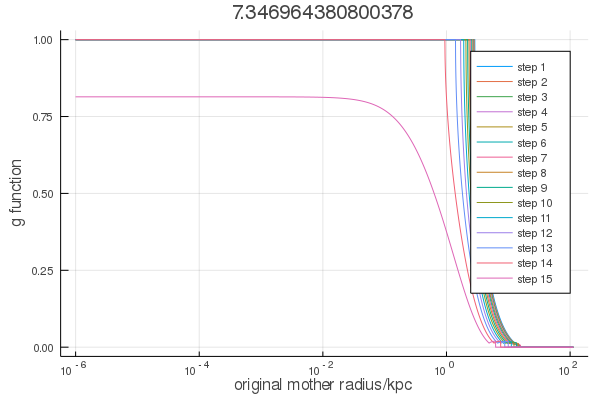 7.346964380800378
g function
1.00
0.75
0.50
0.25
0.00
step 1
step 2
step 3
step 4
step 5
step 6
step 7
step 8
step 9
step 10
step 11
step 12
step 13
step 14
step 15
10^-6 10^-4 10^-2 10^0 10^2
original mother radius/kpc